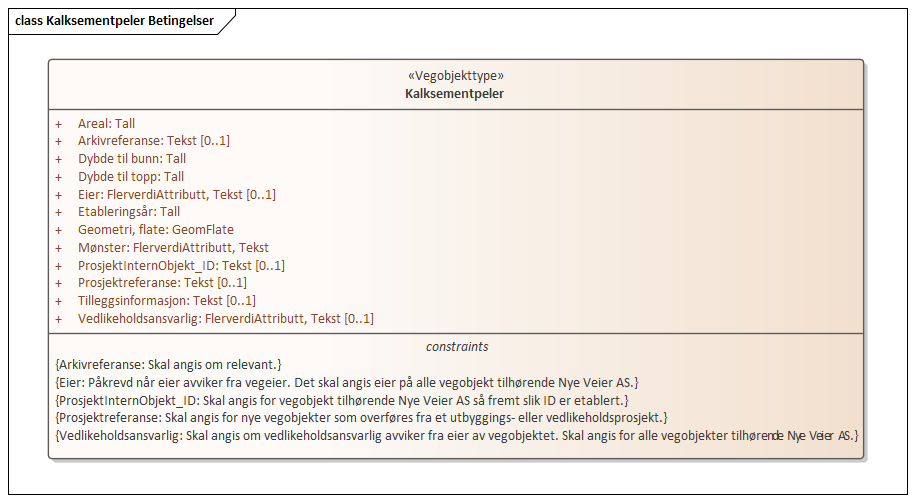 class Kalksementpeler Betingelser
«Vegobjekttype»
Kalksementpeler
+ Areal: Tall
+ Arkivreferanse: Tekst [0..1]
+ Dybde til bunn: Tall
+ Dybde til topp: Tall
+ Eier: FlerverdiAttributt, Tekst [0..1]
+ Etableringsår: Tall
+ Geometri, flate: GeomFlate
+ Mønster: FlerverdiAttributt, Tekst
+ ProsjektInternObjekt_ID: Tekst [0..1]
+ Prosjektreferanse: Tekst [0..1]
+ Tilleggsinformasjon: Tekst [0..1]
+ Vedlikeholdsansvarlig: FlerverdiAttributt, Tekst [0..1]
constraints
{Arkivreferanse: Skal angis om relevant.}
{Eier: Påkrevd når eier avviker fra vegeier. Det skal angis eier på alle vegobjekt tilhørende Nye Veier AS.}
{ProsjektInternObjekt_ID: Skal angis for vegobjekt tilhørende Nye Veier AS så fremt slik ID er etablert.}
{Prosjektreferanse: Skal angis for nye vegobjekter som overføres fra et utbyggings- eller vedlikeholdsprosjekt.}
{Vedlikeholdsansvarlig: Skal angis om vedlikeholdsansvarlig avviker fra eier av vegobjektet. Skal angis for alle vegobjekter tilhørende Nye Veier AS.}